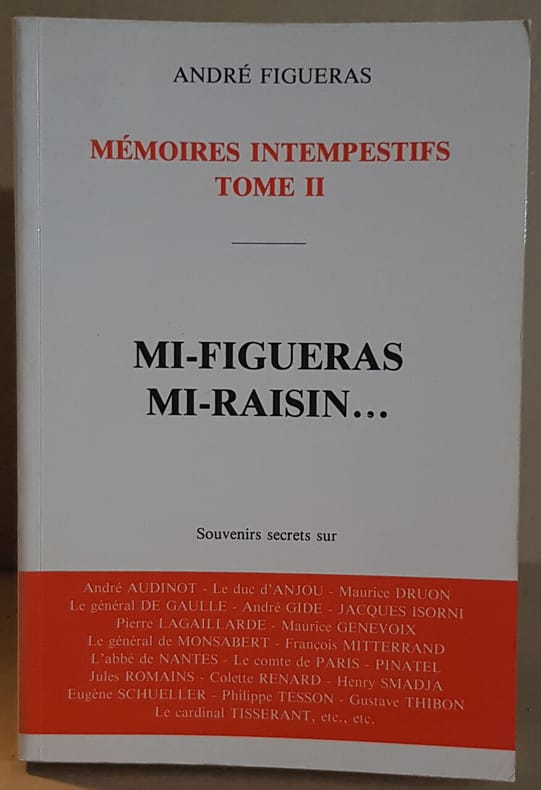 ANDRÉ FIGUERAS
MÉMOIRES INTEMPESTIFS
TOME II
MI-FIGUERAS
MI-RAISIN...
Souvenirs secrets sur
André AUDINOT - Le duc d'ANJOU - Maurice DRUON
Le général DE GAULLE - André GIDE - JACQUES ISORNI
Pierre LAGAILLARDE - Maurice GENEVOIX
Le général de MONSABERT - François MITTERRAND
L'abbé de NANTES - Le comte de PARIS - PINATEL
Jules ROMAINS - Colette RENARD - Henry SMADJA
Eugène SCHUELLER - Philippe TESSON - Gustave THIBON
Le cardinal TISSERANT, etc., etc.